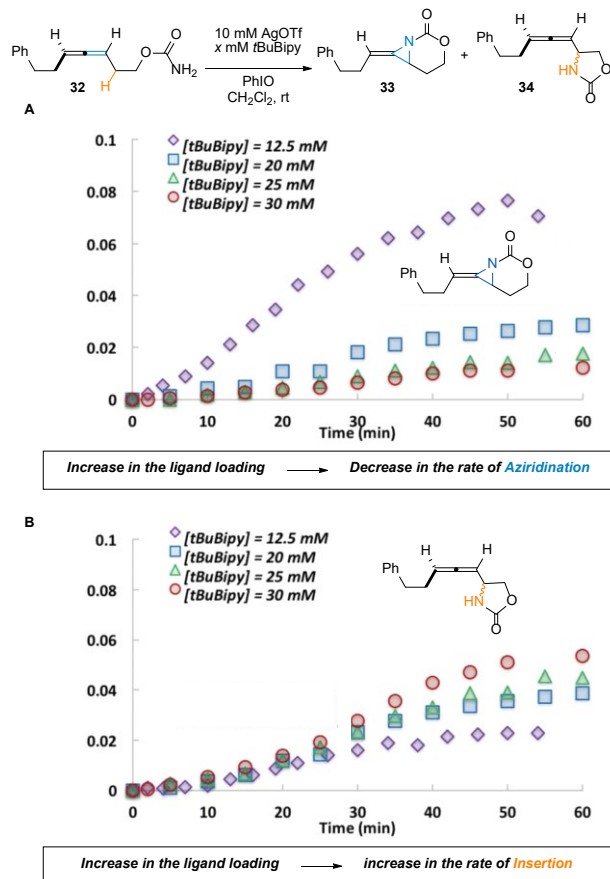 H H
Ph
O O
NH2
H
32
10 mM AgOTf
x mM tBuBipy
PhIO
CH2Cl2, rt
O
H N O
Ph
33
+
H H
Ph
HN O
O
34
A
0.1
0.08
0.06
0.04
0.02
0
[tBuBipy] = 12.5 mM
[tBuBipy] = 20 mM
[tBuBipy] = 25 mM
[tBuBipy] = 30 mM
O
H N O
Ph
0 10 20 30 40 50 60
Time (min)
Increase in the ligand loading → Decrease in the rate of Aziridination
B
0.1
0.08
0.06
0.04
0.02
0
[tBuBipy] = 12.5 mM
[tBuBipy] = 20 mM
[tBuBipy] = 25 mM
[tBuBipy] = 30 mM
H H
Ph
HN O
O
0 10 20 30 40 50 60
Time (min)
Increase in the ligand loading → increase in the rate of Insertion